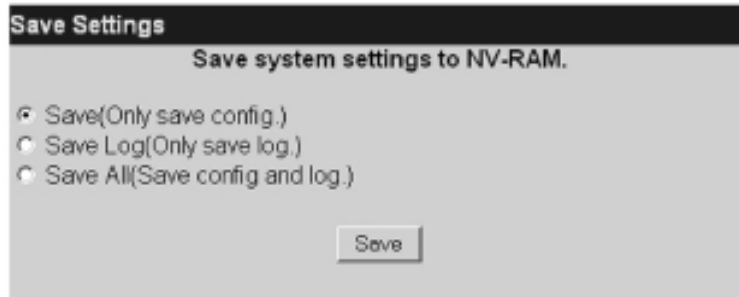 Save Settings
Save system settings to NV-RAM.
Save(Only save config.)
Save Log(Only save log.)
Save All(Save config and log.)
Save